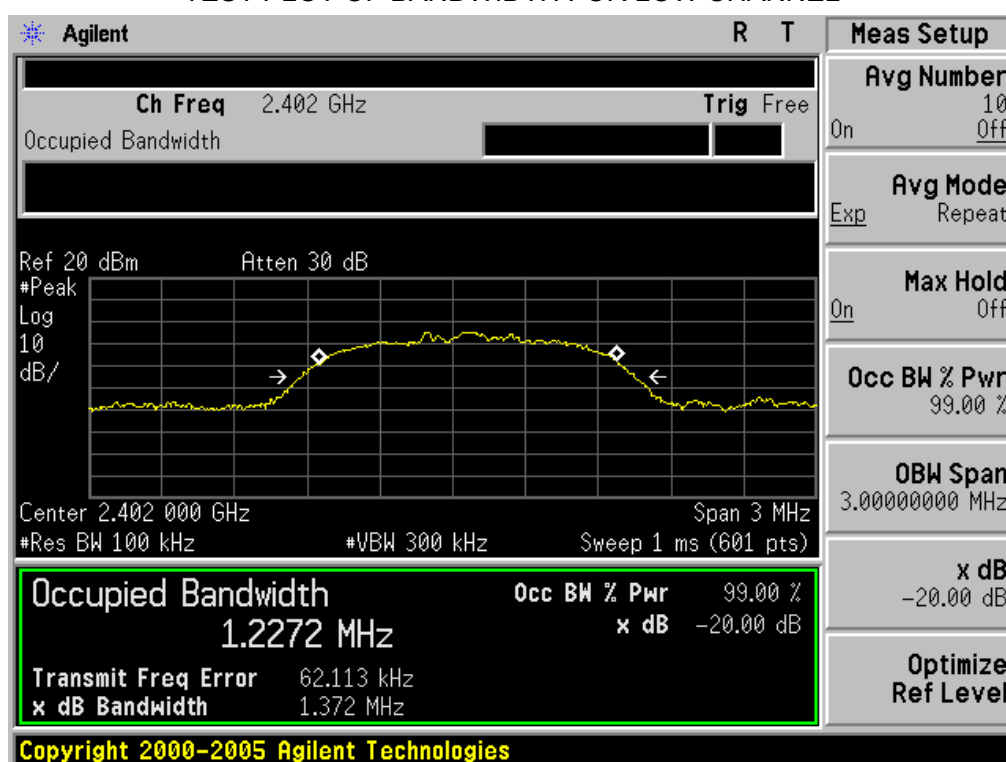 Agilent R T
Ch Freq 2.402 GHz Trig Free
Occupied Bandwidth
Ref 20 dBm Atten 30 dB
#Peak
Log
10
dB/
Center 2.402 000 GHz Span 3 MHz
#Res BW 100 kHz #VBW 300 kHz Sweep 1 ms (601 pts)
Occupied Bandwidth Occ BW % Pwr 99.00 %
1.2272 MHz x dB -20.00 dB
Transmit Freq Error 62.113 kHz
x dB Bandwidth 1.372 MHz
Copyright 2000-2005 Agilent Technologies
Meas Setup
Avg Number
10
On Off
Avg Mode
Exp Repeat
Max Hold
On Off
Occ BW % Pwr
99.00 %
OBW Span
3.00000000 MHz
x dB
-20.00 dB
Optimize
Ref Level